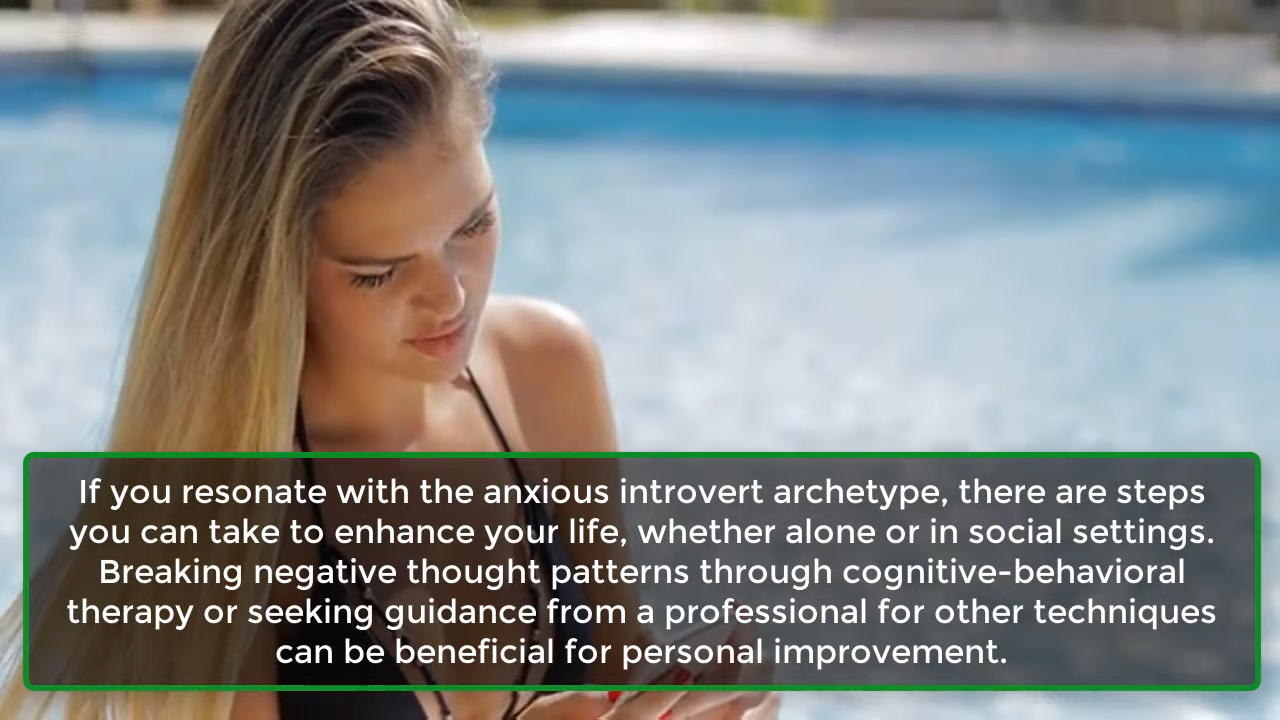 If you resonate with the anxious introvert archetype, there are steps
you can take to enhance your life, whether alone or in social settings.
Breaking negative thought patterns through cognitive-behavioral
therapy or seeking guidance from a professional for other techniques
can be beneficial for personal improvement.